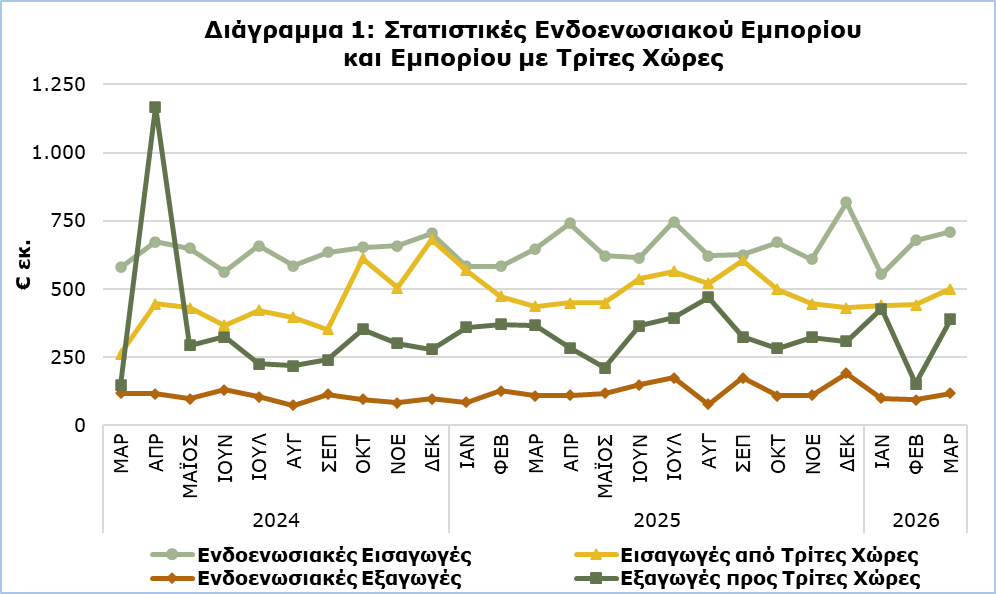 Διάγραμμα 1: Στατιστικές Ενδοενωσιακού Εμπορίου
και Εμπορίου με Τρίτες Χώρες
€ εκ.
1.250
1.000
750
500
250
0
ΜΑΡ ΑΠΡ ΜΑΪΟΣ ΙΟΥΝ ΙΟΥΛ ΑΥΓ ΣΕΠ ΟΚΤ ΝΟΕ ΔΕΚ ΙΑΝ ΦΕΒ ΜΑΡ ΑΠΡ ΜΑΪΟΣ ΙΟΥΝ ΙΟΥΛ ΑΥΓ ΣΕΠ ΟΚΤ ΝΟΕ ΔΕΚ ΙΑΝ ΦΕΒ ΜΑΡ
2024 2025 2026
Ενδοενωσιακές Εισαγωγές Εισαγωγές από Τρίτες Χώρες
Ενδοενωσιακές Εξαγωγές Εξαγωγές προς Τρίτες Χώρες